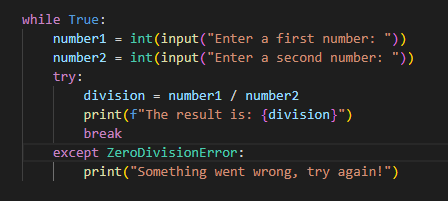 while True:
    number1 = int(input("Enter a first number: "))
    number2 = int(input("Enter a second number: "))
    try:
        division = number1 / number2
        print(f"The result is: {division}")
        break
    except ZeroDivisionError:
        print("Something went wrong, try again!")